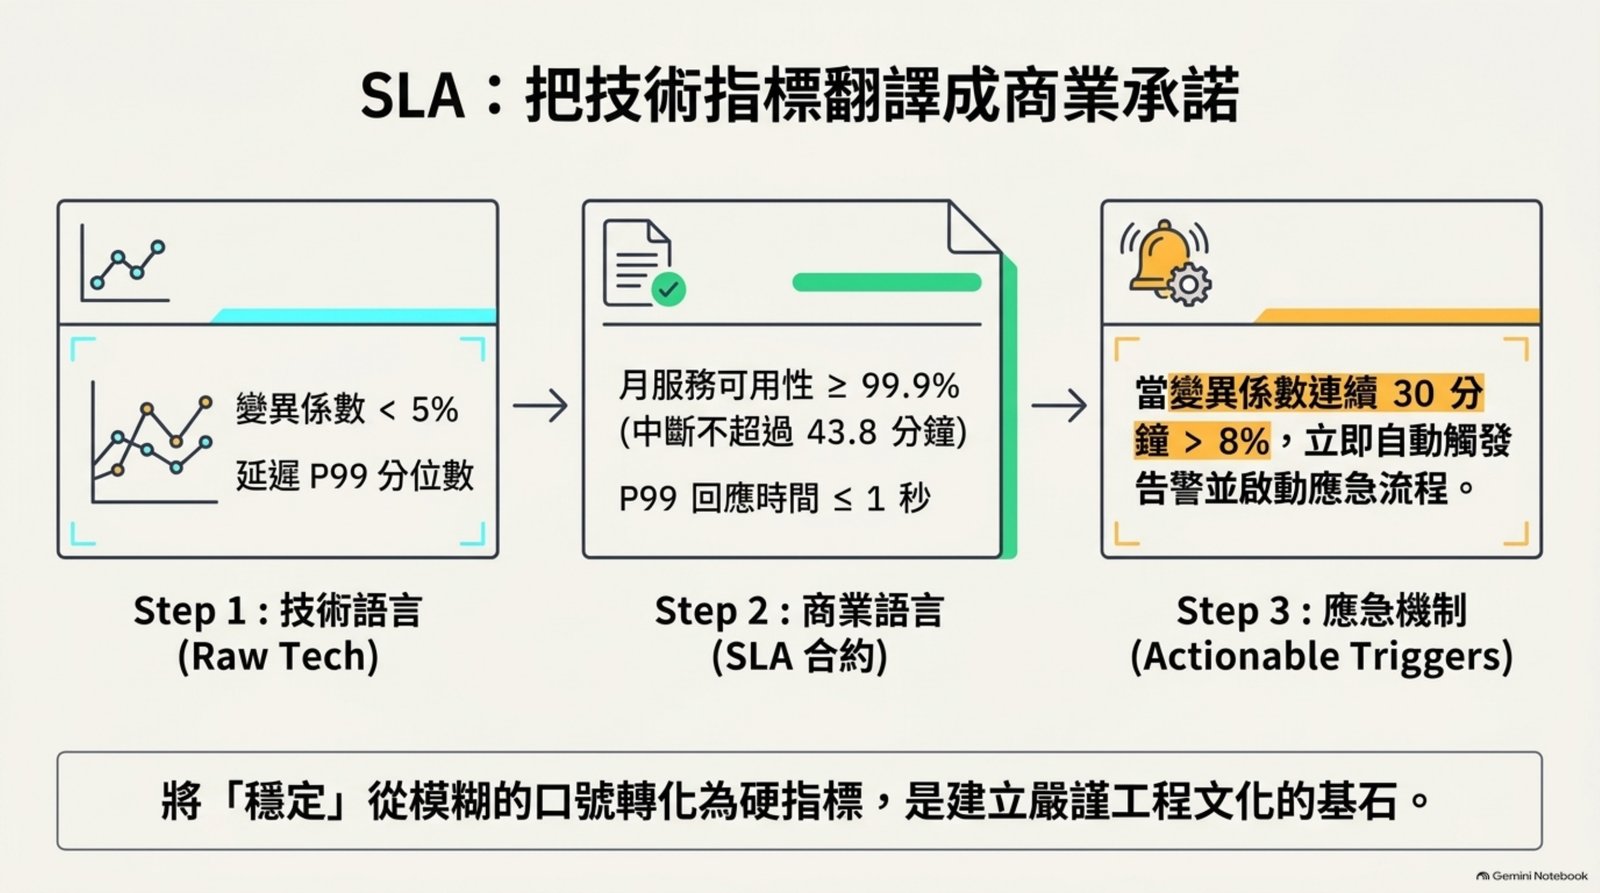 SLA：把技術指標翻譯成商業承諾
變異係數 < 5%
延遲 P99 分位數
月服務可用性 ≥ 99.9%
(中斷不超過 43.8 分鐘)
P99 回應時間 ≤ 1 秒
當變異係數連續 30 分
鐘 > 8%，立即自動觸發
告警並啟動應急流程。
Step 1 : 技術語言
(Raw Tech)
Step 2 : 商業語言
(SLA 合約)
Step 3 : 應急機制
(Actionable Triggers)
將「穩定」從模糊的口號轉化為硬指標，是建立嚴謹工程文化的基石。
Gemini Notebook